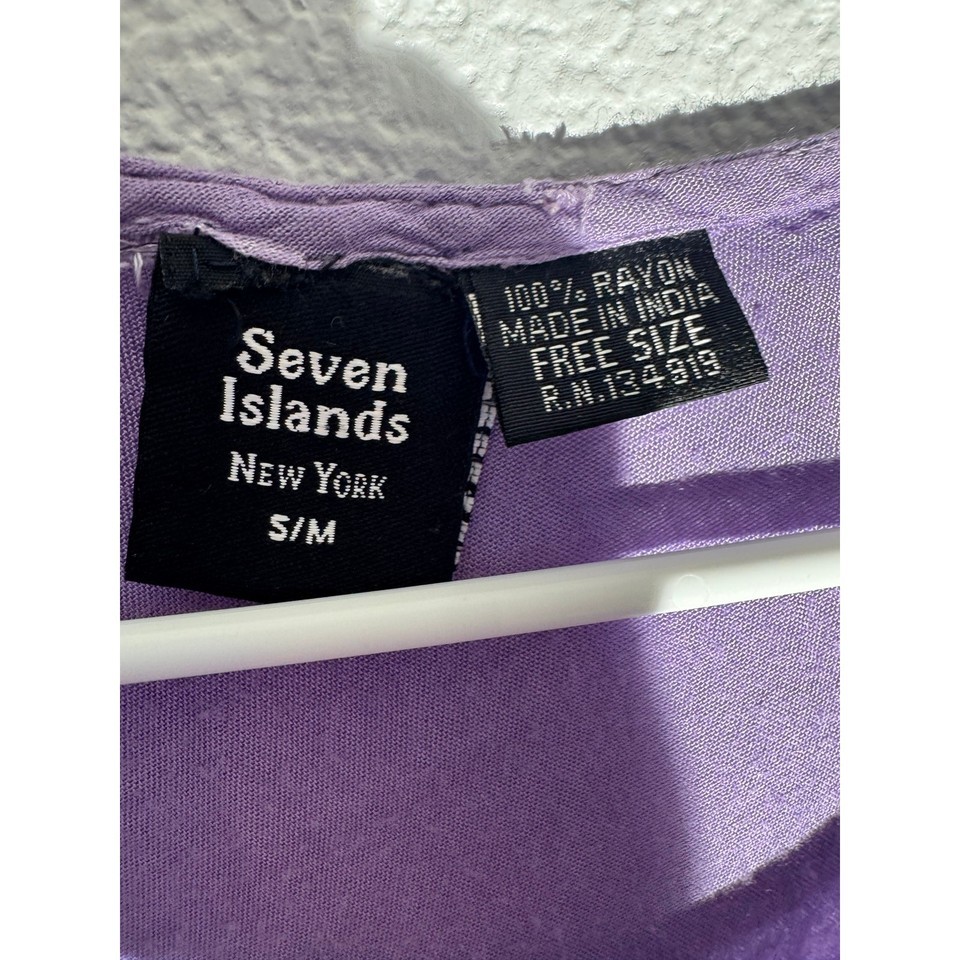 Seven
Islands
NEW YORK
S/M
100% RAYON
MADE IN INDIA
FREE SIZE
R.N.134919